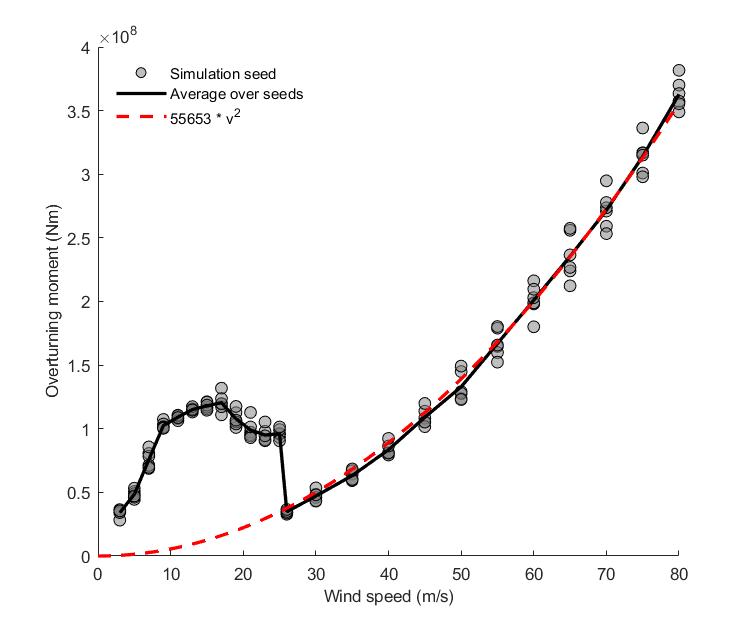 ×10⁸
4
3.5
3
2.5
2
1.5
1
0.5
0
Overturning moment (Nm)
Simulation seed
Average over seeds
55653 * v²
0 10 20 30 40 50 60 70 80
Wind speed (m/s)